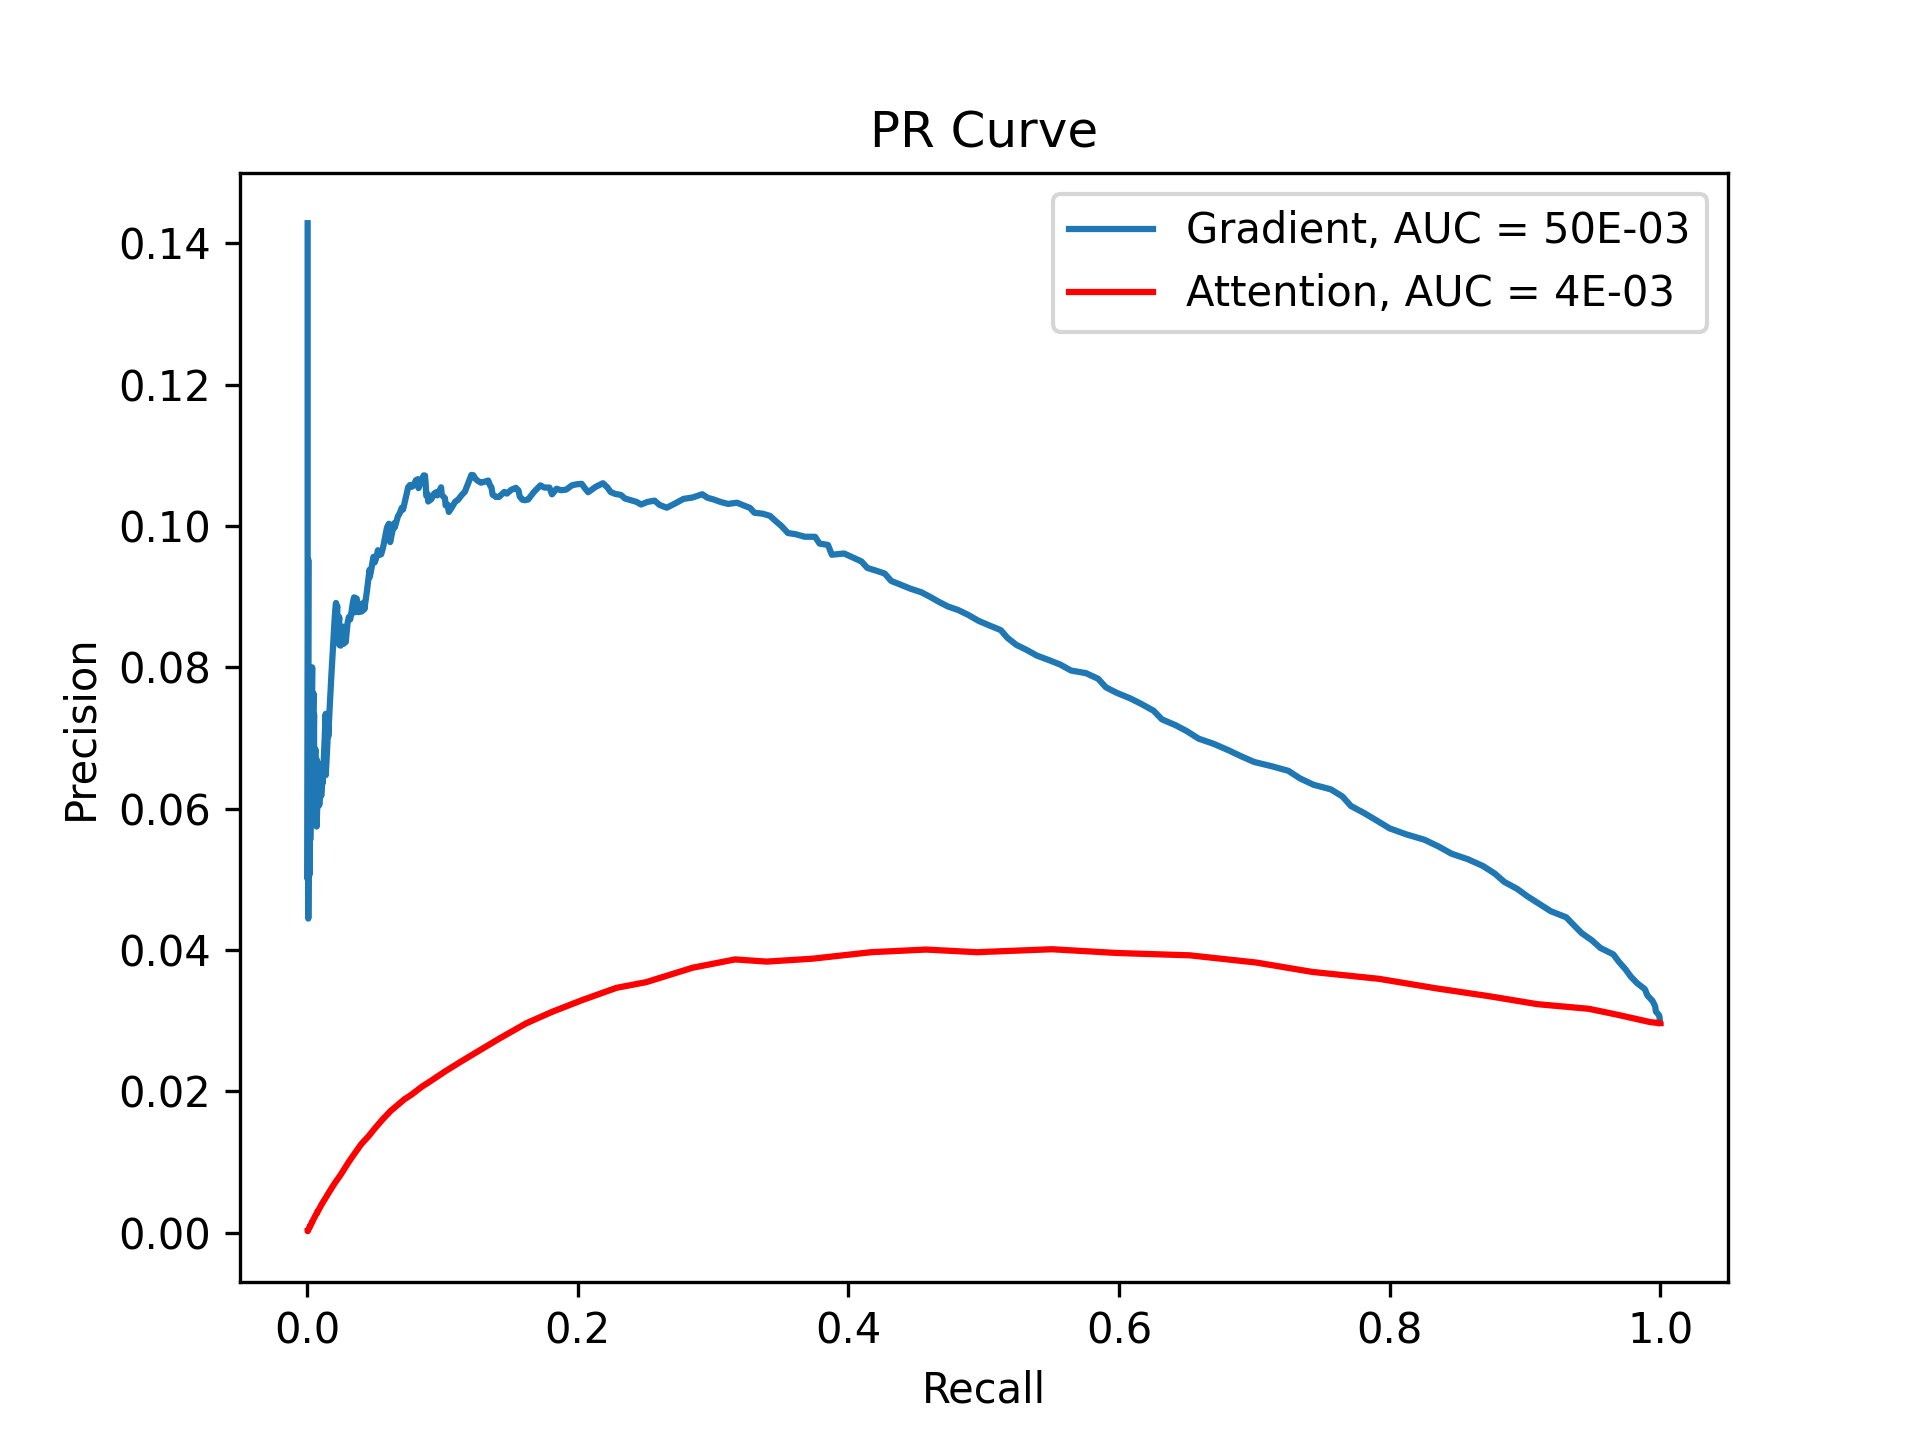 PR Curve
Gradient, AUC = 50E-03
Attention, AUC = 4E-03
Precision
0.14
0.12
0.10
0.08
0.06
0.04
0.02
0.00
0.0 0.2 0.4 0.6 0.8 1.0
Recall